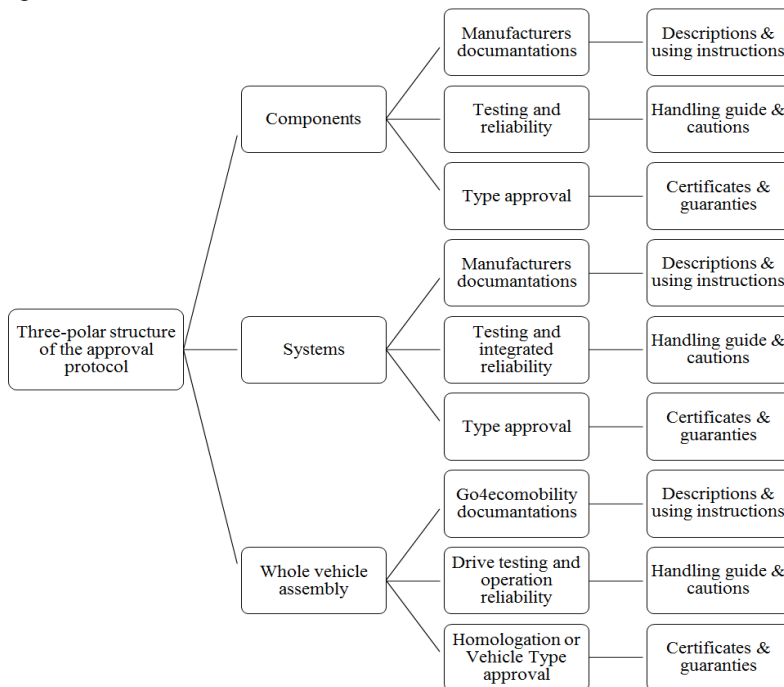 Manufacturers
documantations
Descriptions &
using instructions
Components
Testing and
reliability
Handling guide &
cautions
Type approval
Certificates &
guaranties
Manufacturers
documantations
Descriptions &
using instructions
Three-polar structure
of the approval
protocol
Systems
Testing and
integrated
reliability
Handling guide &
cautions
Type approval
Certificates &
guaranties
Go4ecomobility
documantations
Descriptions &
using instructions
Whole vehicle
assembly
Drive testing and
operation
reliability
Handling guide &
cautions
Homologation or
Vehicle Type
approval
Certificates &
guaranties